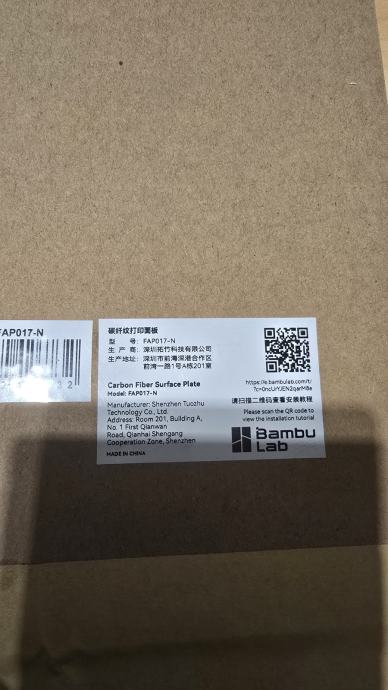 FAP017-N
碳纤纹打印面板
型 号: FAP017-N
生 产 商: 深圳拓竹科技有限公司
生产地址: 深圳市前海深港合作区
前湾一路1号A栋201室
Carbon Fiber Surface Plate
Model: FAP017-N
Manufacturer: Shenzhen Tuozhu
Technology Co., Ltd.
Address: Room 201, Building A,
No. 1 First Qianwan
Road, Qianhai Shengang
Cooperation Zone, Shenzhen
MADE IN CHINA
https://e.bambulab.com/t/
?c=0ncUrYJEN2qarM8e
请扫描二维码查看安装教程
Please scan the QR code to
view the installation tutorial
Bambu
Lab